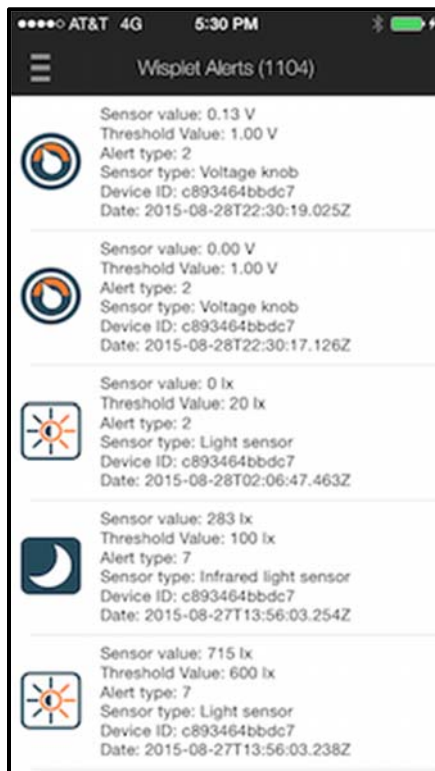 AT&T 4G 5:30 PM
Wisplet Alerts (1104)
Sensor value: 0.13 V
Threshold Value: 1.00 V
Alert type: 2
Sensor type: Voltage knob
Device ID: c893464bbdc7
Date: 2015-08-28T22:30:19.025Z
Sensor value: 0.00 V
Threshold Value: 1.00 V
Alert type: 2
Sensor type: Voltage knob
Device ID: c893464bbdc7
Date: 2015-08-28T22:30:17.126Z
Sensor value: 0 lx
Threshold Value: 20 lx
Alert type: 2
Sensor type: Light sensor
Device ID: c893464bbdc7
Date: 2015-08-28T02:06:47.463Z
Sensor value: 283 lx
Threshold Value: 100 lx
Alert type: 7
Sensor type: Infrared light sensor
Device ID: c893464bbdc7
Date: 2015-08-27T13:56:03.254Z
Sensor value: 715 lx
Threshold Value: 600 lx
Alert type: 7
Sensor type: Light sensor
Device ID: c893464bbdc7
Date: 2015-08-27T13:56:03.238Z